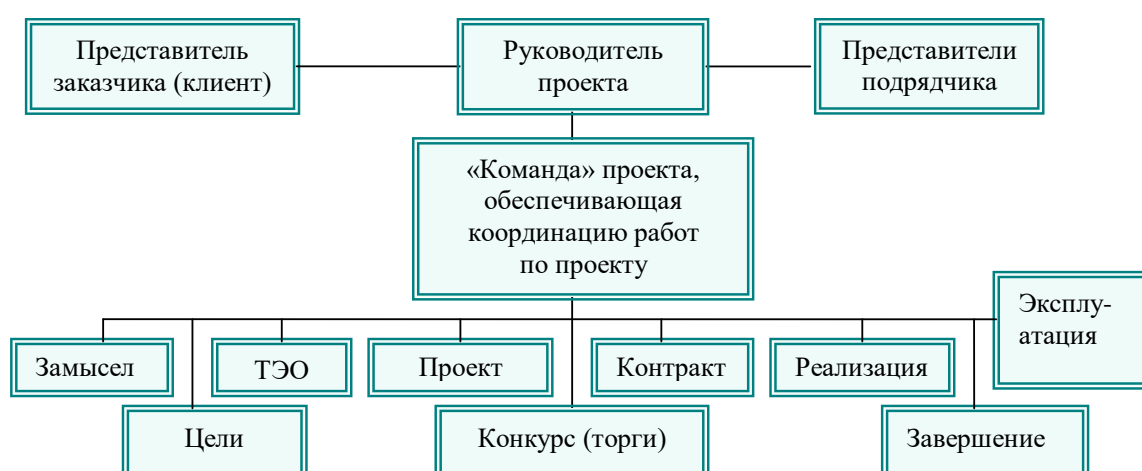 Представитель
заказчика (клиент)
Руководитель
проекта
Представители
подрядчика
«Команда» проекта,
обеспечивающая
координацию работ
по проекту
Эксплу-
атация
Замысел
ТЭО
Проект
Контракт
Реализация
Цели
Конкурс (торги)
Завершение